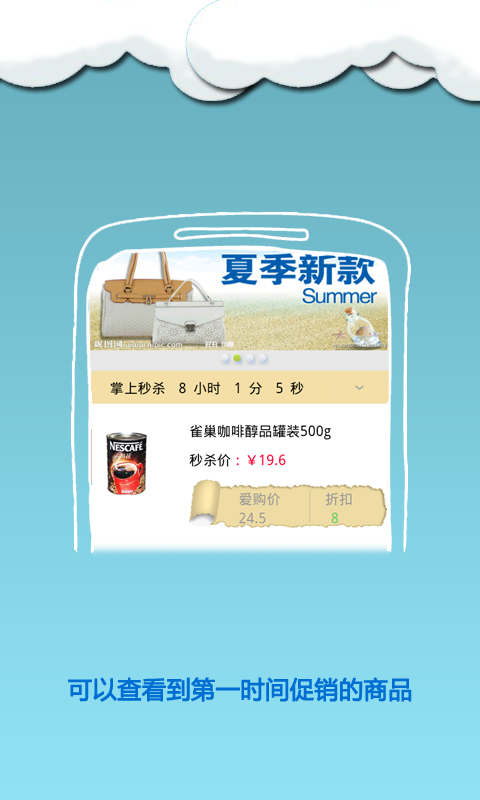 夏季新款
Summer
掌上秒杀 8 小时 1 分 5 秒
NESCAFÉ
雀巢咖啡醇品罐装500g
秒杀价：￥19.6
爱购价 折扣
24.5 8
可以查看到第一时间促销的商品